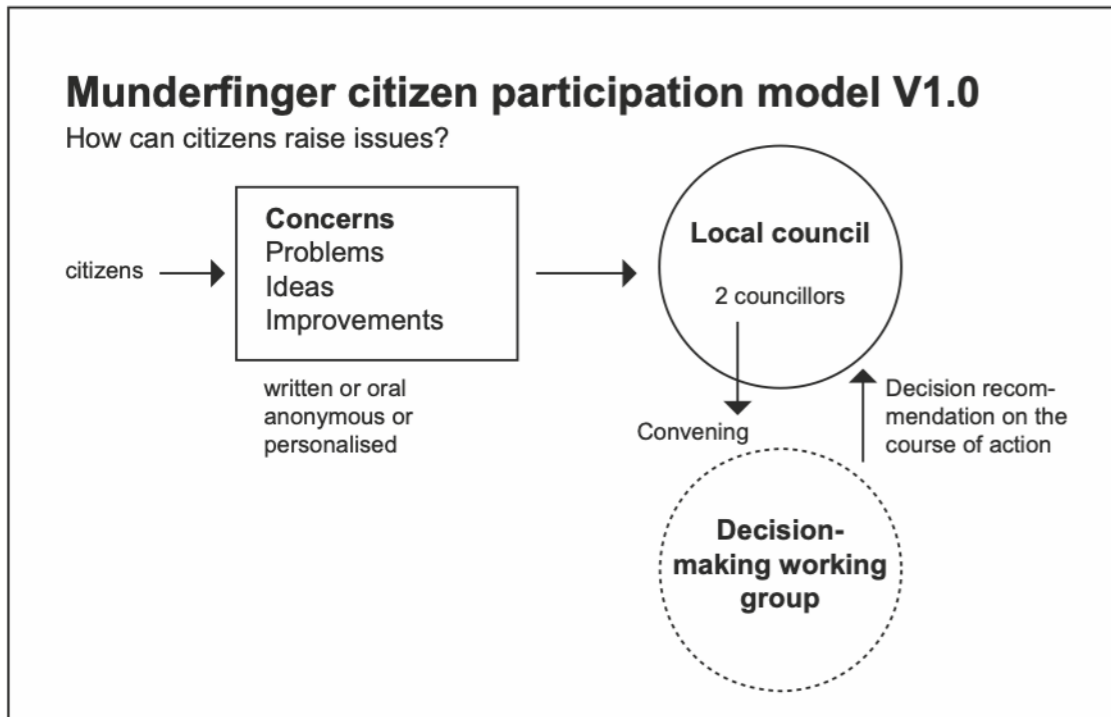 Munderfinger citizen participation model V1.0
How can citizens raise issues?
citizens
Concerns
Problems
Ideas
Improvements
written or oral
anonymous or
personalised
Local council
2 councillors
Convening
Decision recom-
mendation on the
course of action
Decision-
making working
group